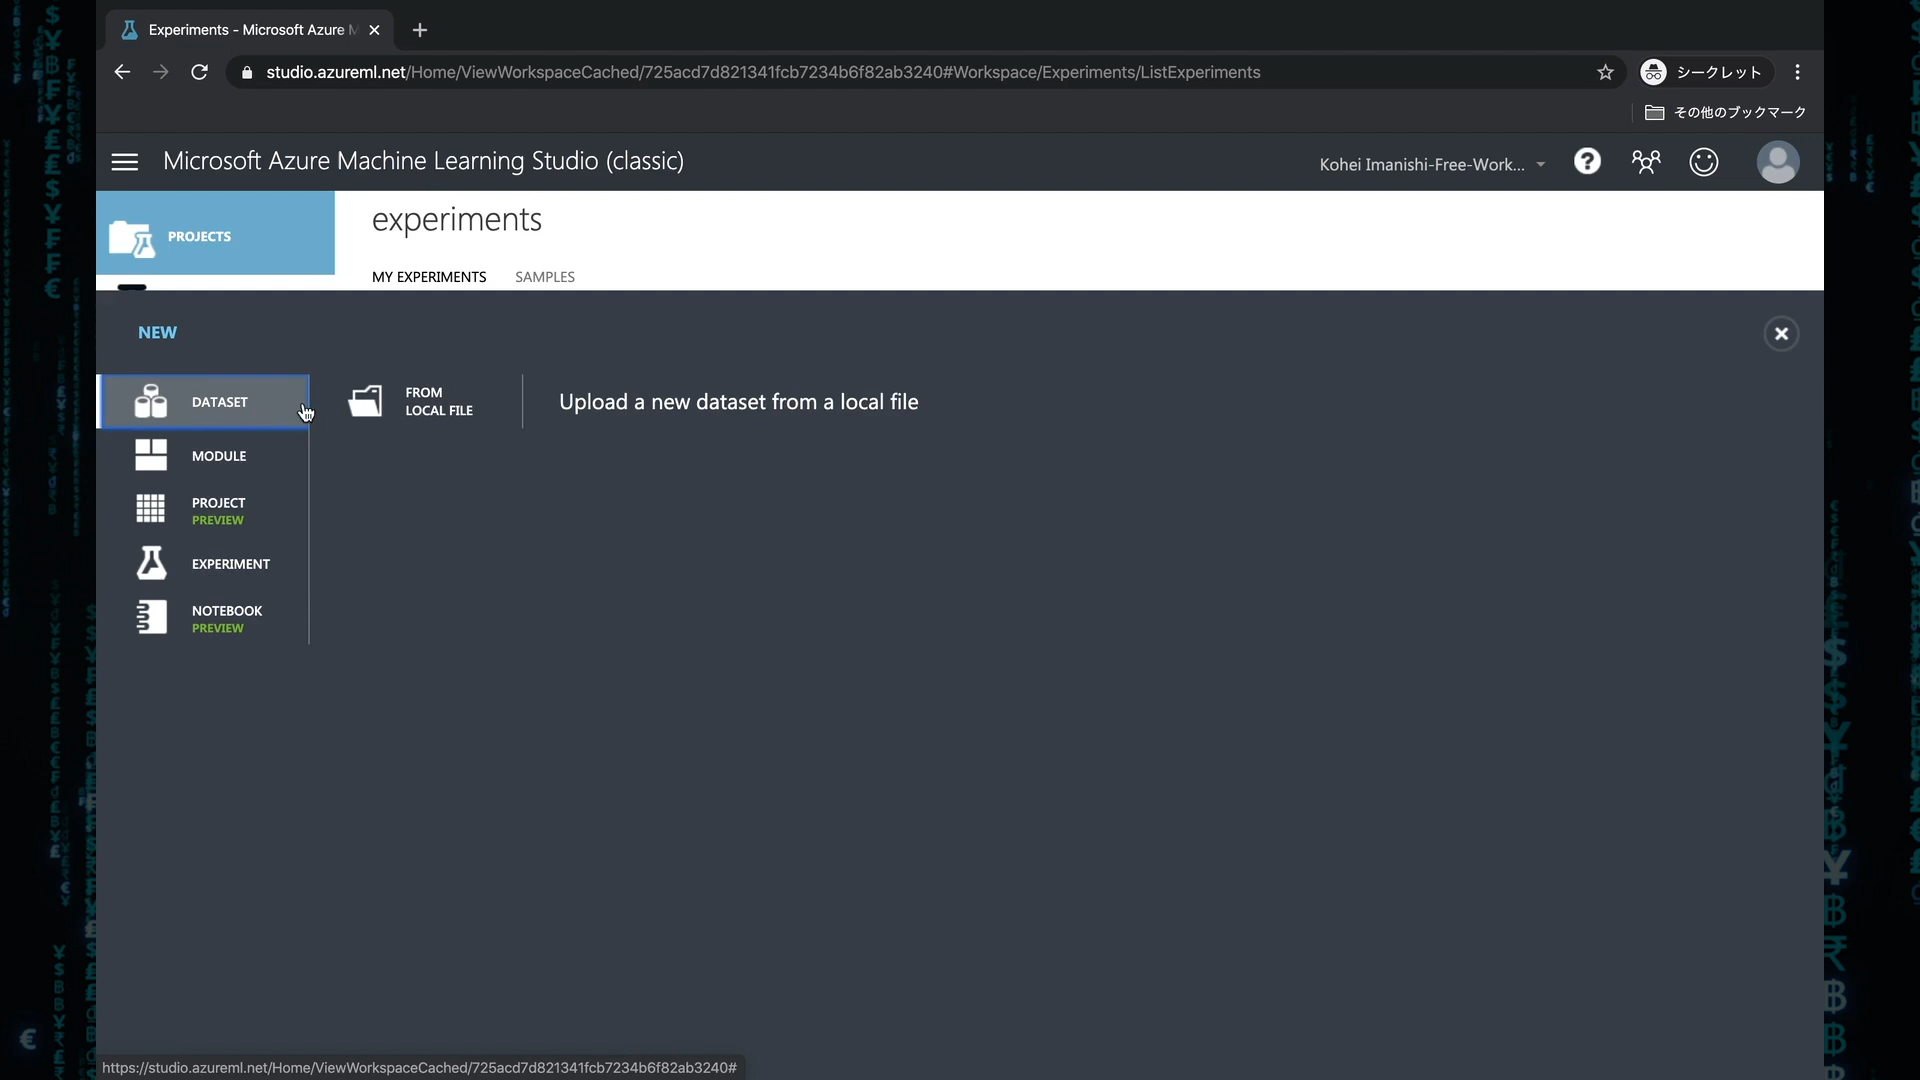 Experiments - Microsoft Azure M
studio.azureml.net/Home/ViewWorkspaceCached/725acd7d821341fcb7234b6f82ab3240#Workspace/Experiments/ListExperiments
シークレット
その他のブックマーク
Microsoft Azure Machine Learning Studio (classic)
Kohei Imanishi-Free-Work...
PROJECTS
experiments
MY EXPERIMENTS
SAMPLES
NEW
DATASET
FROM
LOCAL FILE
Upload a new dataset from a local file
MODULE
PROJECT
PREVIEW
EXPERIMENT
NOTEBOOK
PREVIEW
https://studio.azureml.net/Home/ViewWorkspaceCached/725acd7d821341fcb7234b6f82ab3240#